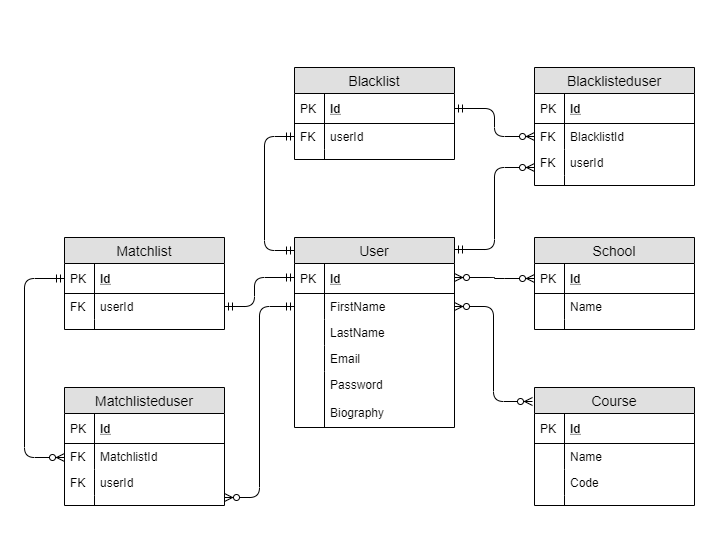 Blacklist
PK Id
FK userId
Blacklisteduser
PK Id
FK BlacklistId
FK userId
Matchlist
PK Id
FK userId
User
PK Id
FirstName
LastName
Email
Password
Biography
School
PK Id
Name
Matchlisteduser
PK Id
FK MatchlistId
FK userId
Course
PK Id
Name
Code